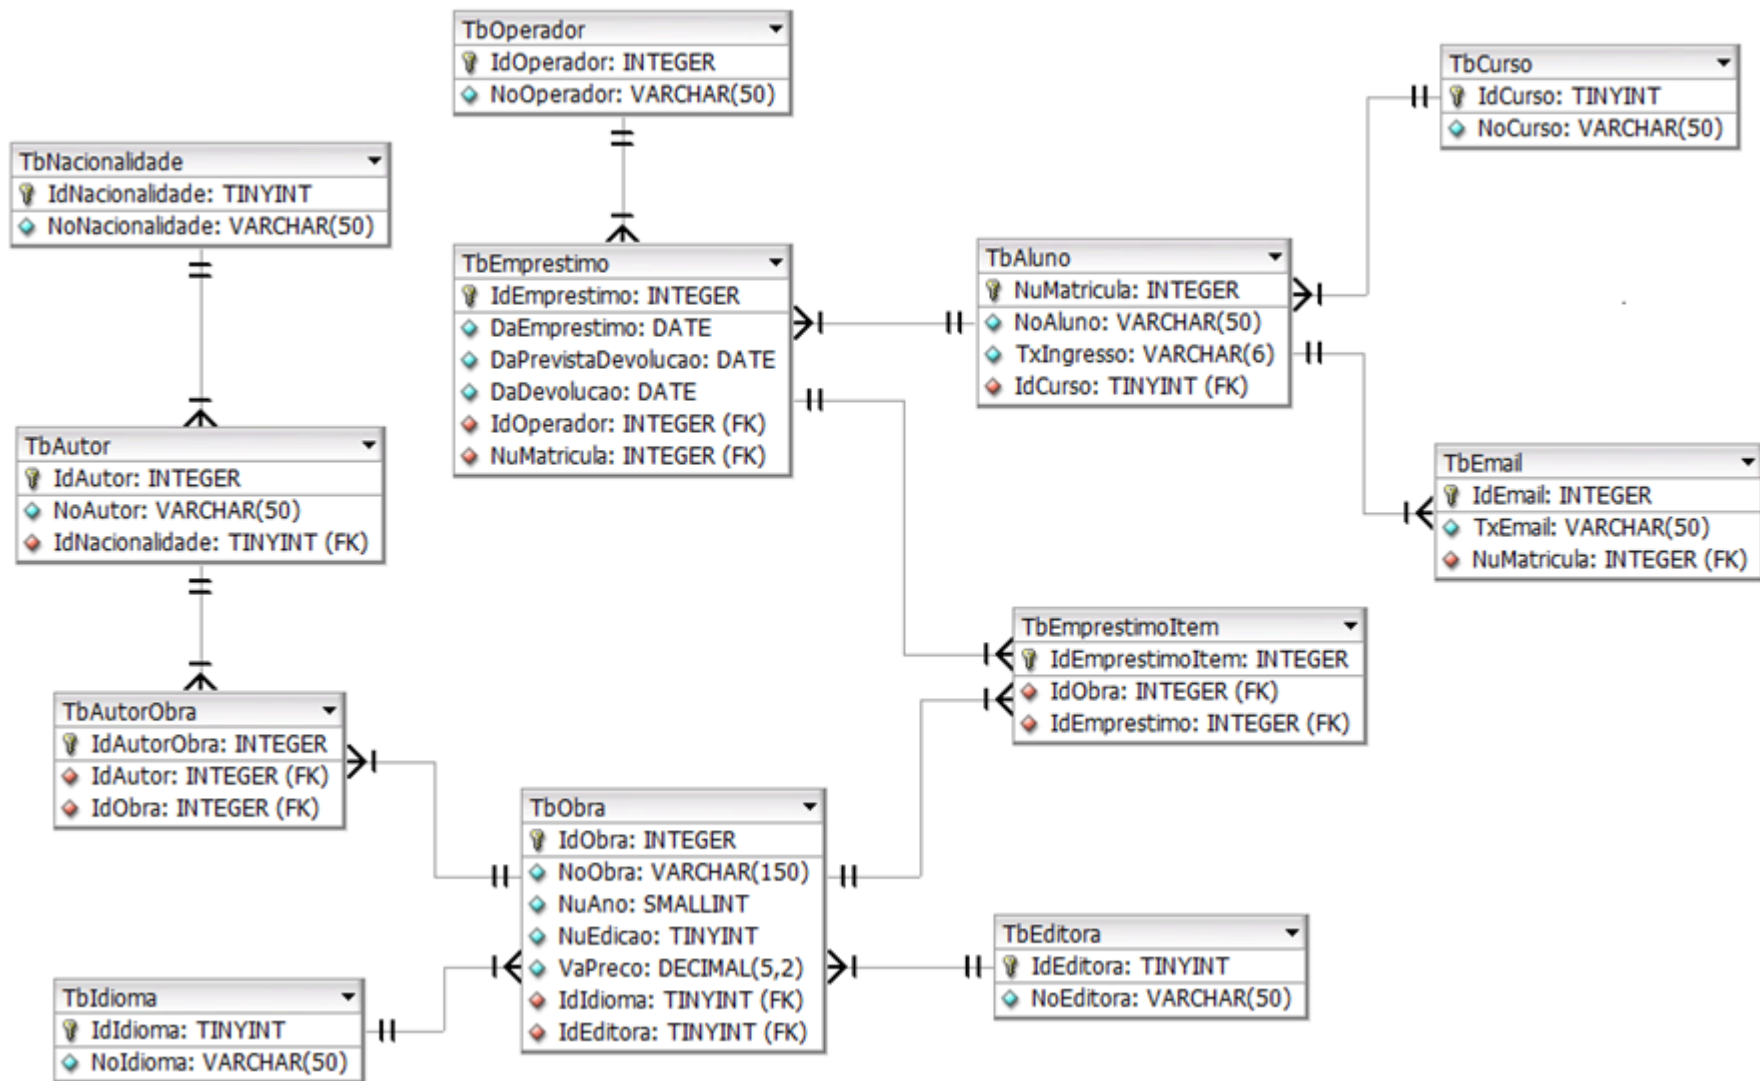 TbOperador
IdOperador: INTEGER
NoOperador: VARCHAR(50)
TbCurso
IdCurso: TINYINT
NoCurso: VARCHAR(50)
TbNacionalidade
IdNacionalidade: TINYINT
NoNacionalidade: VARCHAR(50)
TbEmprestimo
IdEmprestimo: INTEGER
DaEmprestimo: DATE
DaPrevistaDevolucao: DATE
DaDevolucao: DATE
IdOperador: INTEGER (FK)
NuMatricula: INTEGER (FK)
TbAluno
NuMatricula: INTEGER
NoAluno: VARCHAR(50)
TxIngresso: VARCHAR(6)
IdCurso: TINYINT (FK)
TbAutor
IdAutor: INTEGER
NoAutor: VARCHAR(50)
IdNacionalidade: TINYINT (FK)
TbEmail
IdEmail: INTEGER
TxEmail: VARCHAR(50)
NuMatricula: INTEGER (FK)
TbEmprestimoItem
IdEmprestimoItem: INTEGER
IdObra: INTEGER (FK)
IdEmprestimo: INTEGER (FK)
TbAutorObra
IdAutorObra: INTEGER
IdAutor: INTEGER (FK)
IdObra: INTEGER (FK)
TbObra
IdObra: INTEGER
NoObra: VARCHAR(150)
NuAno: SMALLINT
NuEdicao: TINYINT
VaPreco: DECIMAL(5,2)
IdIdioma: TINYINT (FK)
IdEditora: TINYINT (FK)
TbEditora
IdEditora: TINYINT
NoEditora: VARCHAR(50)
TbIdioma
IdIdioma: TINYINT
NoIdioma: VARCHAR(50)